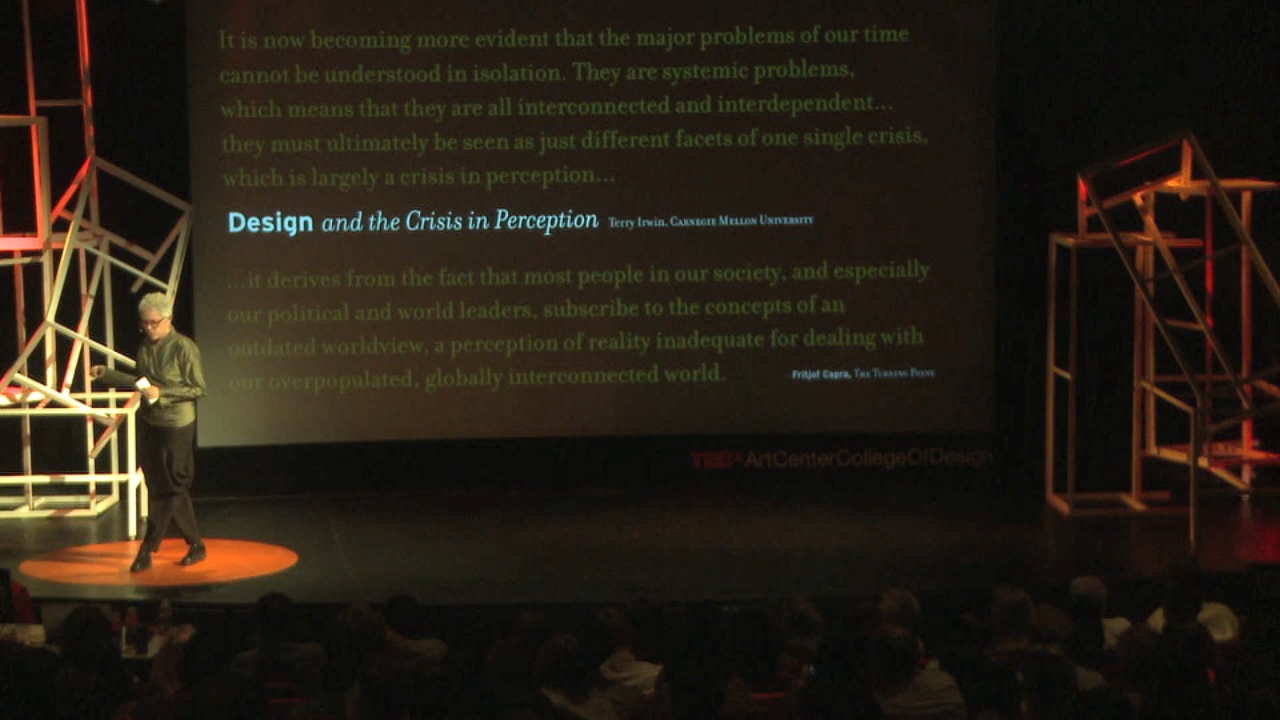 It is now becoming more evident that the major problems of our time
cannot be understood in isolation. They are systemic problems,
which means that they are all interconnected and interdependent...
they must ultimately be seen as just different facets of one single crisis,
which is largely a crisis in perception...
Design and the Crisis in Perception Terry Irwin, CARNEGIE MELLON UNIVERSITY
...it derives from the fact that most people in our society, and especially
our political and world leaders, subscribe to the concepts of an
outdated worldview, a perception of reality inadequate for dealing with
our overpopulated, globally interconnected world.
Fritjof Capra, THE TURNING POINT
TEDxArtCenterCollegeOfDesign